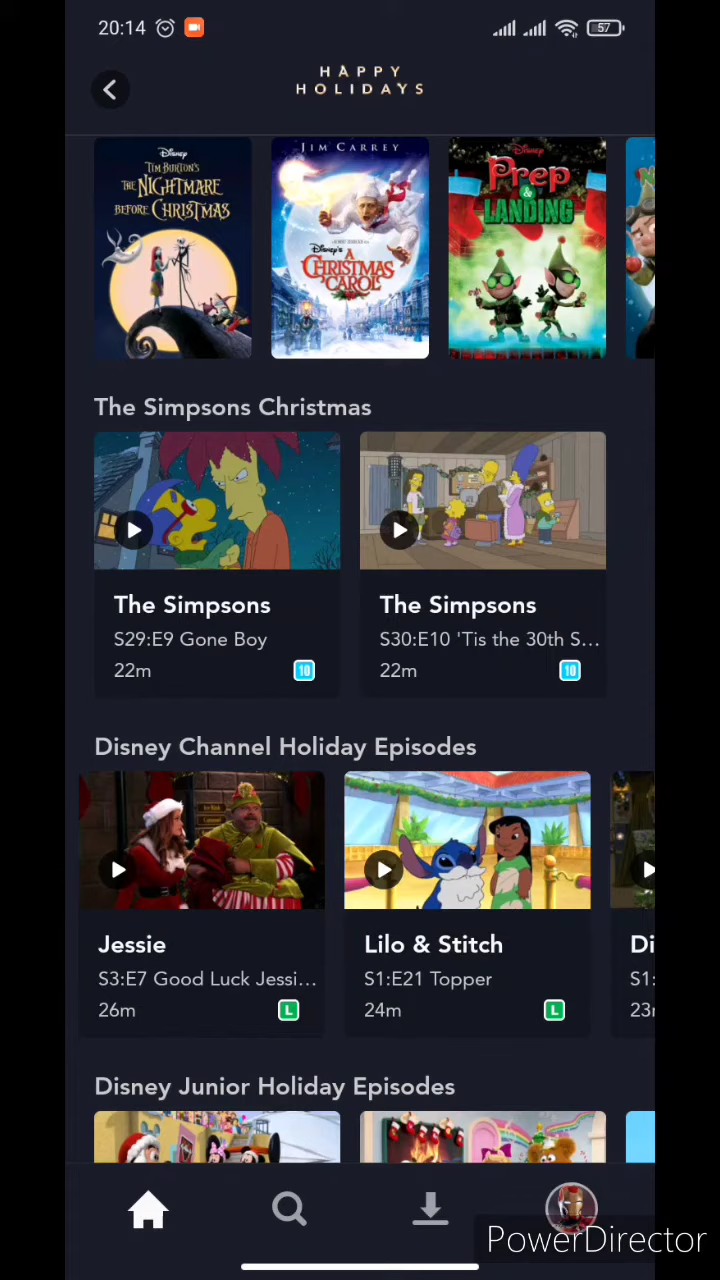 20:14
57
HAPPY
HOLIDAYS
Disney
TIM BURTON'S
THE NIGHTMARE
BEFORE CHRISTMAS
JIM CARREY
Disney's
A
CHRISTMAS
CAROL
Disney
Prep
&
LANDING
The Simpsons Christmas
The Simpsons
S29:E9 Gone Boy
22m
10
The Simpsons
S30:E10 'Tis the 30th S...
22m
10
Disney Channel Holiday Episodes
Jessie
S3:E7 Good Luck Jessi...
26m
L
Lilo & Stitch
S1:E21 Topper
24m
L
Di
S1:
23
Disney Junior Holiday Episodes
PowerDirector